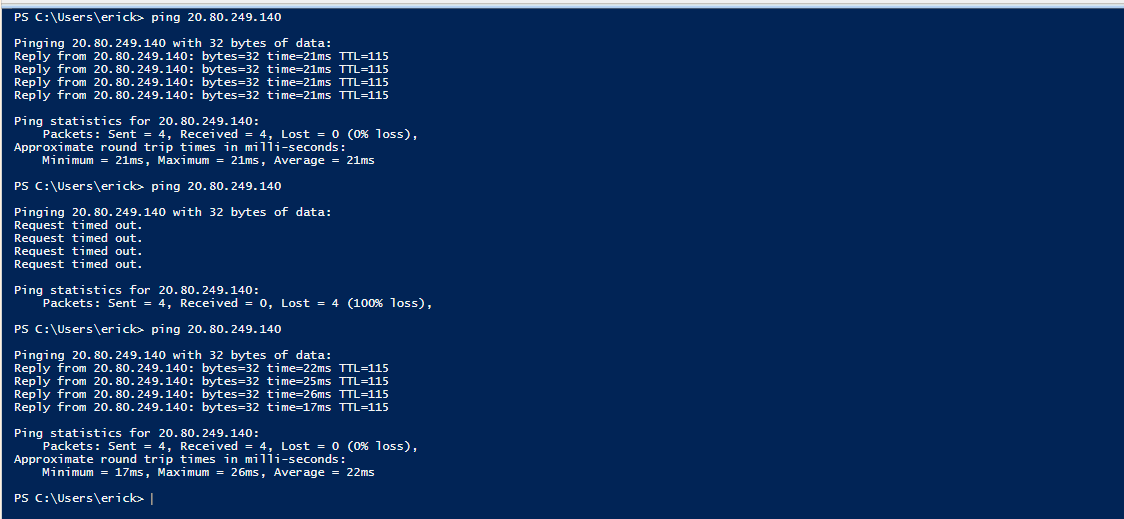 PS C:\Users\erick> ping 20.80.249.140
Pinging 20.80.249.140 with 32 bytes of data:
Reply from 20.80.249.140: bytes=32 time=21ms TTL=115
Reply from 20.80.249.140: bytes=32 time=21ms TTL=115
Reply from 20.80.249.140: bytes=32 time=21ms TTL=115
Reply from 20.80.249.140: bytes=32 time=21ms TTL=115
Ping statistics for 20.80.249.140:
    Packets: Sent = 4, Received = 4, Lost = 0 (0% loss),
Approximate round trip times in milli-seconds:
    Minimum = 21ms, Maximum = 21ms, Average = 21ms
PS C:\Users\erick> ping 20.80.249.140
Pinging 20.80.249.140 with 32 bytes of data:
Request timed out.
Request timed out.
Request timed out.
Request timed out.
Ping statistics for 20.80.249.140:
    Packets: Sent = 4, Received = 0, Lost = 4 (100% loss),
PS C:\Users\erick> ping 20.80.249.140
Pinging 20.80.249.140 with 32 bytes of data:
Reply from 20.80.249.140: bytes=32 time=22ms TTL=115
Reply from 20.80.249.140: bytes=32 time=25ms TTL=115
Reply from 20.80.249.140: bytes=32 time=26ms TTL=115
Reply from 20.80.249.140: bytes=32 time=17ms TTL=115
Ping statistics for 20.80.249.140:
    Packets: Sent = 4, Received = 4, Lost = 0 (0% loss),
Approximate round trip times in milli-seconds:
    Minimum = 17ms, Maximum = 26ms, Average = 22ms
PS C:\Users\erick>